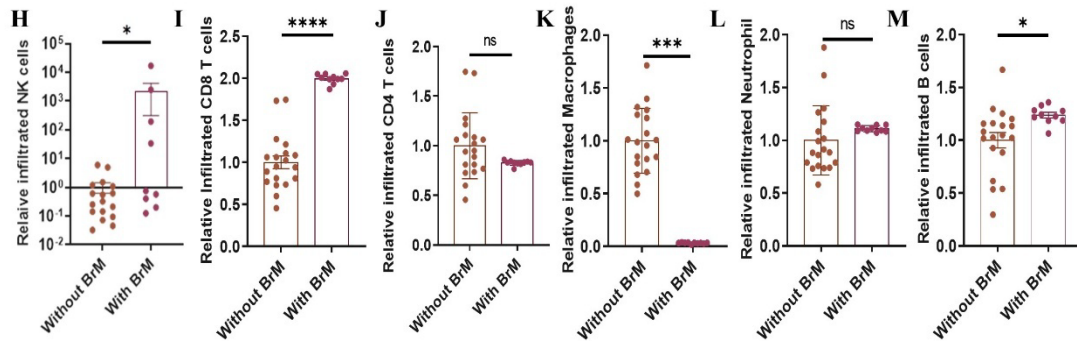 H
Relaive infiltrated NK cells
10^5
10^4
10^3
10^2
10^1
10^0
10^-1
10^-2
*
Without BrM
With BrM
I
Relative Infiltrated CD8 T cells
2.5
2.0
1.5
1.0
0.5
0.0
****
Without BrM
With BrM
J
Relative infiltrated CD4 T cells
2.0
1.5
1.0
0.5
0.0
ns
Without BrM
With BrM
K
Relative infiltrated Macrophages
2.0
1.5
1.0
0.5
0.0
***
Without BrM
With BrM
L
Relative infiltrated Neutrophil
2.0
1.5
1.0
0.5
0.0
ns
Without BrM
With BrM
M
Relative infiltrated B cells
2.0
1.5
1.0
0.5
0.0
*
Without BrM
With BrM